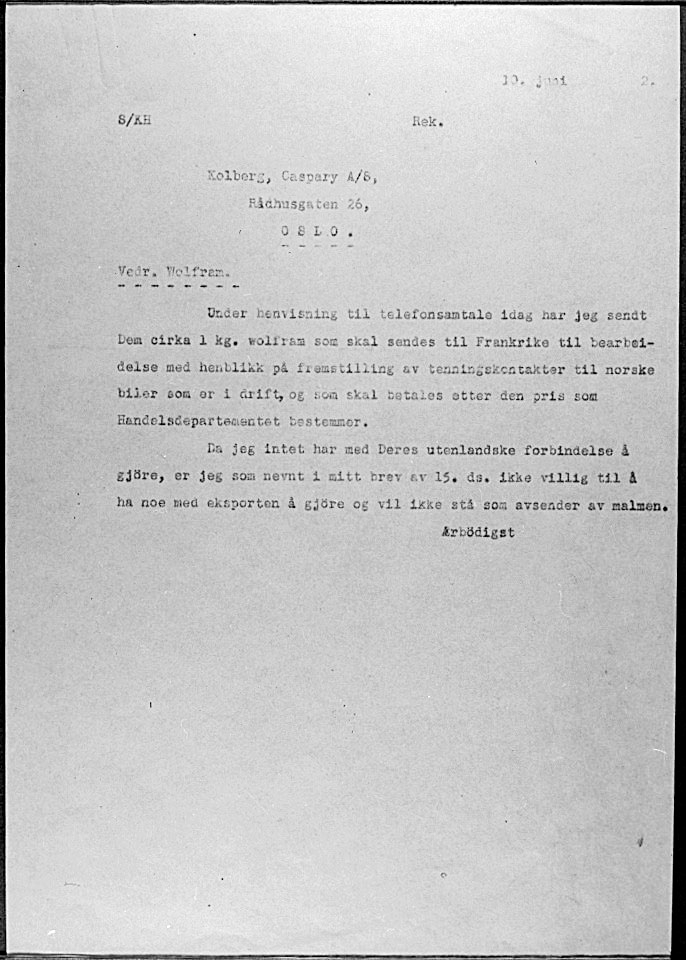 juni 2.
S/KH Rek.
Kolberg, Caspary A/S,
Rådhusgaten 26,
O S L O .
Vedr. Wolfram.
Under henvisning til telefonsamtale idag har jeg sendt
Dem cirka 1 kg. wolfram som skal sendes til Frankrike til bearbei-
delse med henblikk på fremstilling av tenningskontakter til norske
biler som er i drift, og som skal betales etter den pris som
Handelsdepartementet bestemmer.
Da jeg intet har med Deres utenlandske forbindelse å
gjöre, er jeg som nevnt i mitt brev av 15. ds. ikke villig til å
ha noe med eksporten å gjöre og vil ikke stå som avsender av malmen.
Ærbödigst